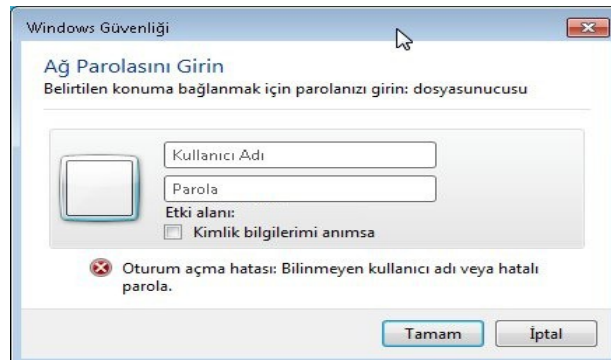 Windows Güvenliği
Ağ Parolasını Girin
Belirtilen konuma bağlanmak için parolanızı girin: dosyasunucusu
Kullanıcı Adı
Parola
Etki alanı:
Kimlik bilgilerimi anımsa
Oturum açma hatası: Bilinmeyen kullanıcı adı veya hatalı
parola.
Tamam
İptal